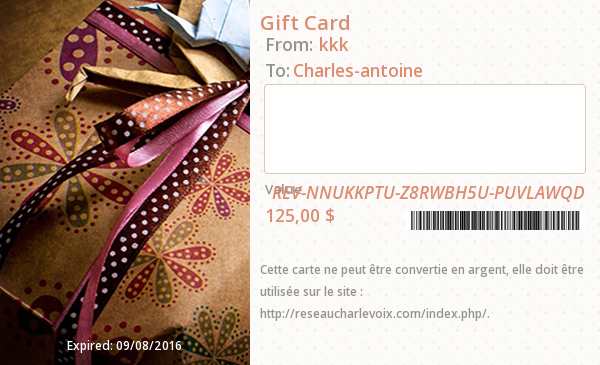 Gift Card
From: kkk
To: Charles-antoine
Value
REV-NNUKKPTU-Z8RWBH5U-PUVLAWQD
125,00 $
Cette carte ne peut être convertie en argent, elle doit être
utilisée sur le site :
http://reseaucharlevoix.com/index.php/.
Expired: 09/08/2016